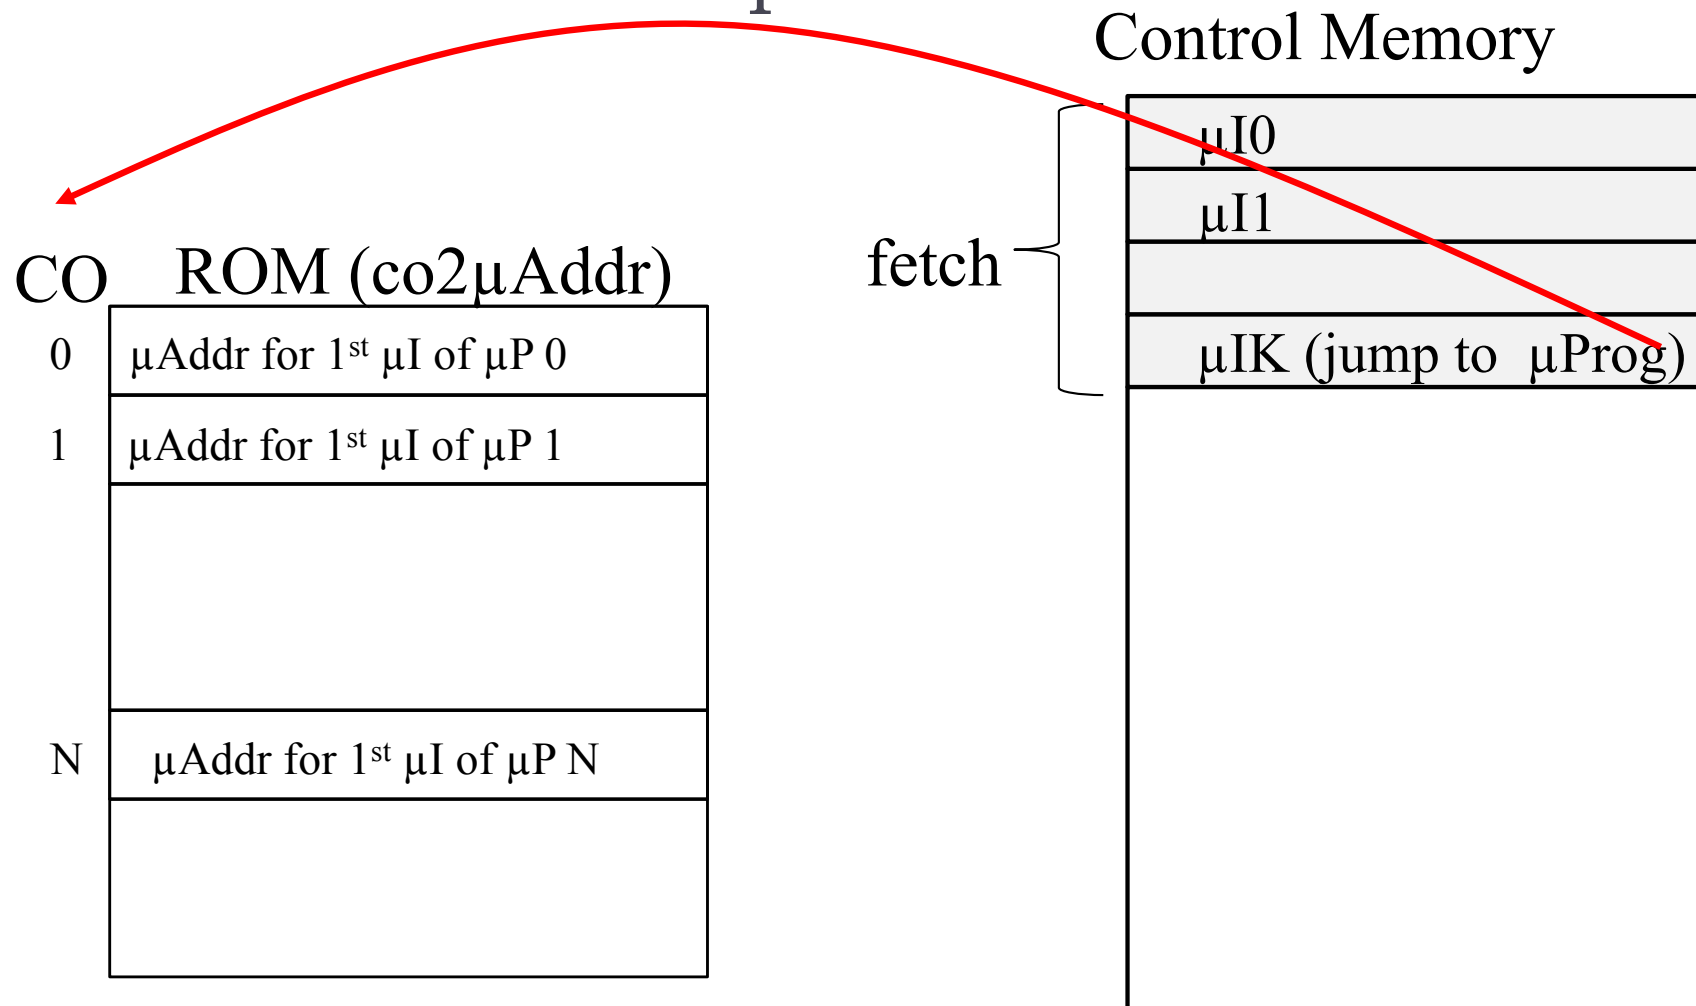 Control Memory
µI0
µI1
fetch
µIK (jump to µProg)
CO ROM (co2µAddr)
0 µAddr for 1st µI of µP 0
1 µAddr for 1st µI of µP 1
N µAddr for 1st µI of µP N